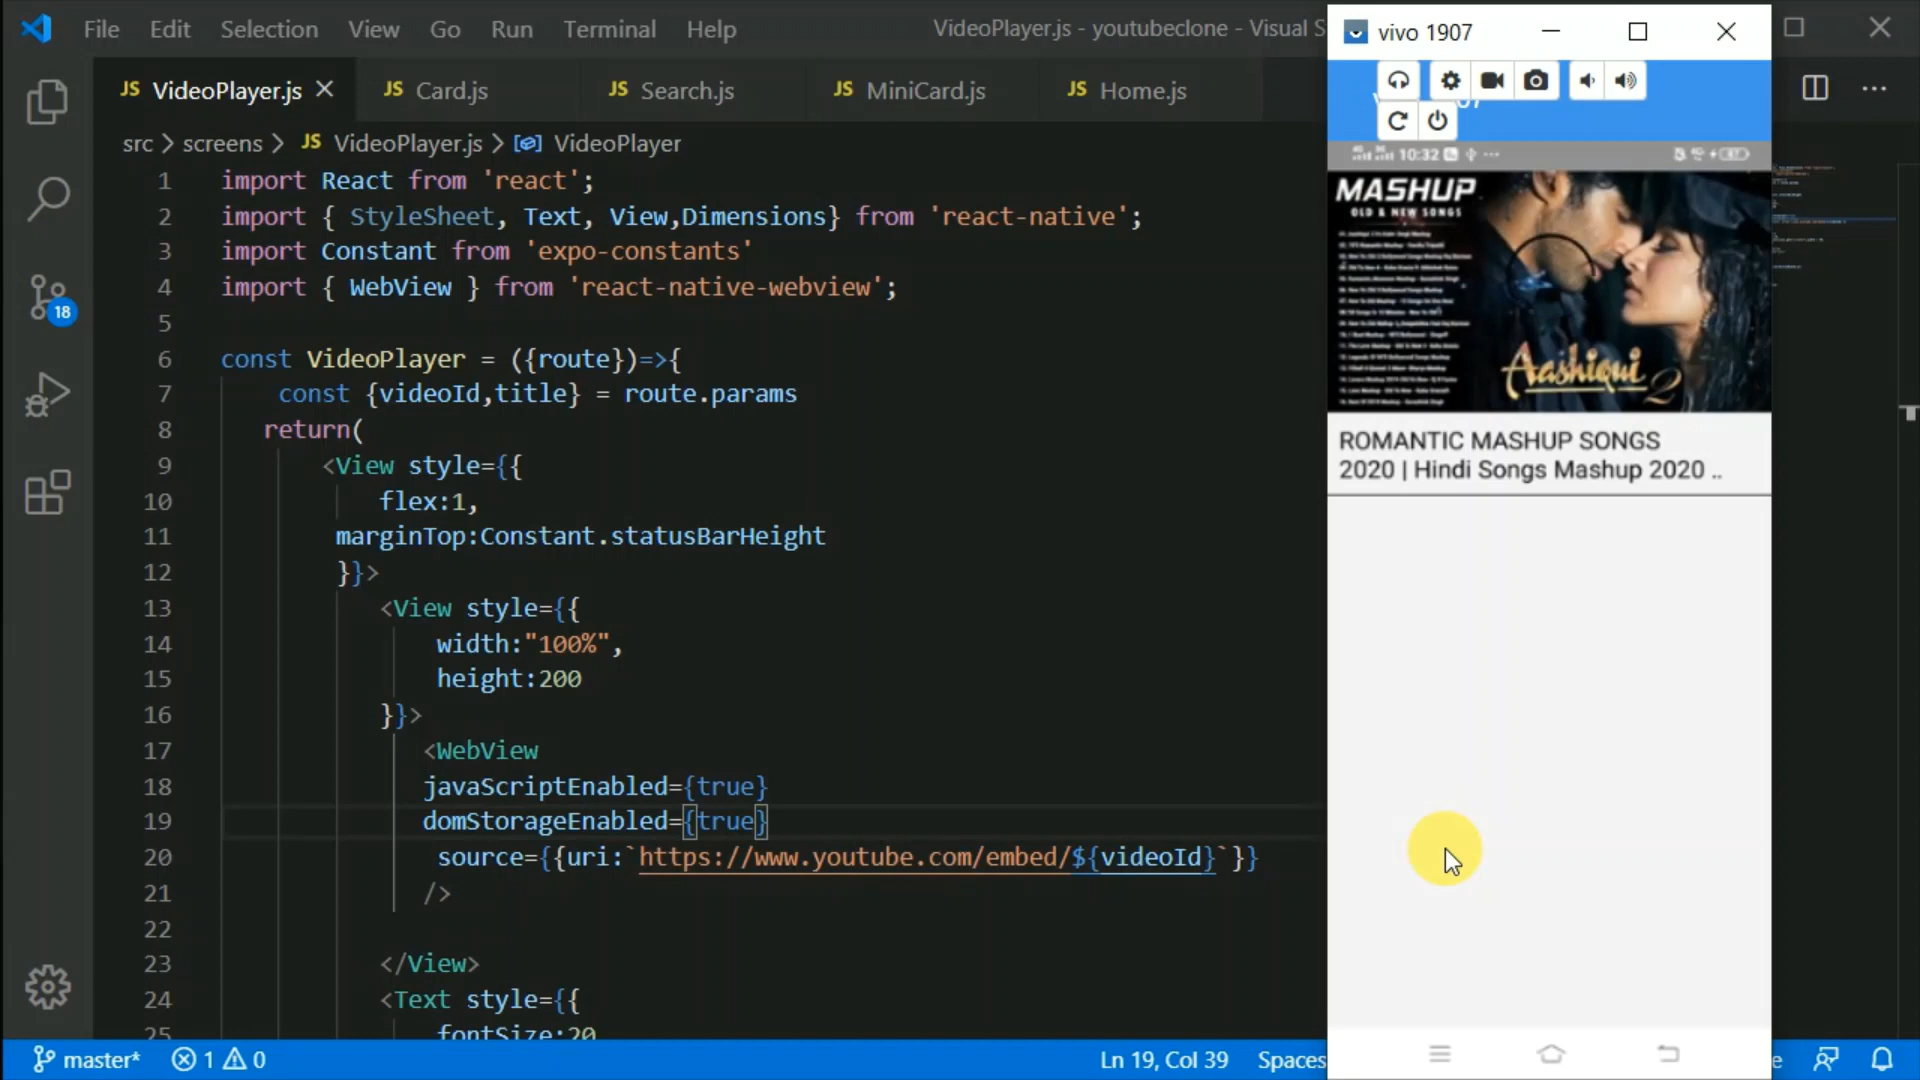 File Edit Selection View Go Run Terminal Help
VideoPlayer.js - youtubeclone - Visual S
JS VideoPlayer.js
JS Card.js
JS Search.js
JS MiniCard.js
JS Home.js
src > screens > JS VideoPlayer.js > VideoPlayer
1 import React from 'react';
2 import { StyleSheet, Text, View,Dimensions} from 'react-native';
3 import Constant from 'expo-constants'
4 import { WebView } from 'react-native-webview';
5
6 const VideoPlayer = ({route})=>{
7 const {videoId,title} = route.params
8 return(
9 <View style={{
10 flex:1,
11 marginTop:Constant.statusBarHeight
12 }}>
13 <View style={{
14 width:"100%",
15 height:200
16 }}>
17 <WebView
18 javaScriptEnabled={true}
19 domStorageEnabled={true}
20 source={{uri:`https://www.youtube.com/embed/${videoId}`}}
21 />
22
23 </View>
24 <Text style={{
25 fontSize:20
18
master* 1 0
Ln 19, Col 39
Spaces
vivo 1907
10:32
MASHUP
OLD & NEW SONGS
Aashiqui 2
ROMANTIC MASHUP SONGS
2020 | Hindi Songs Mashup 2020 ..